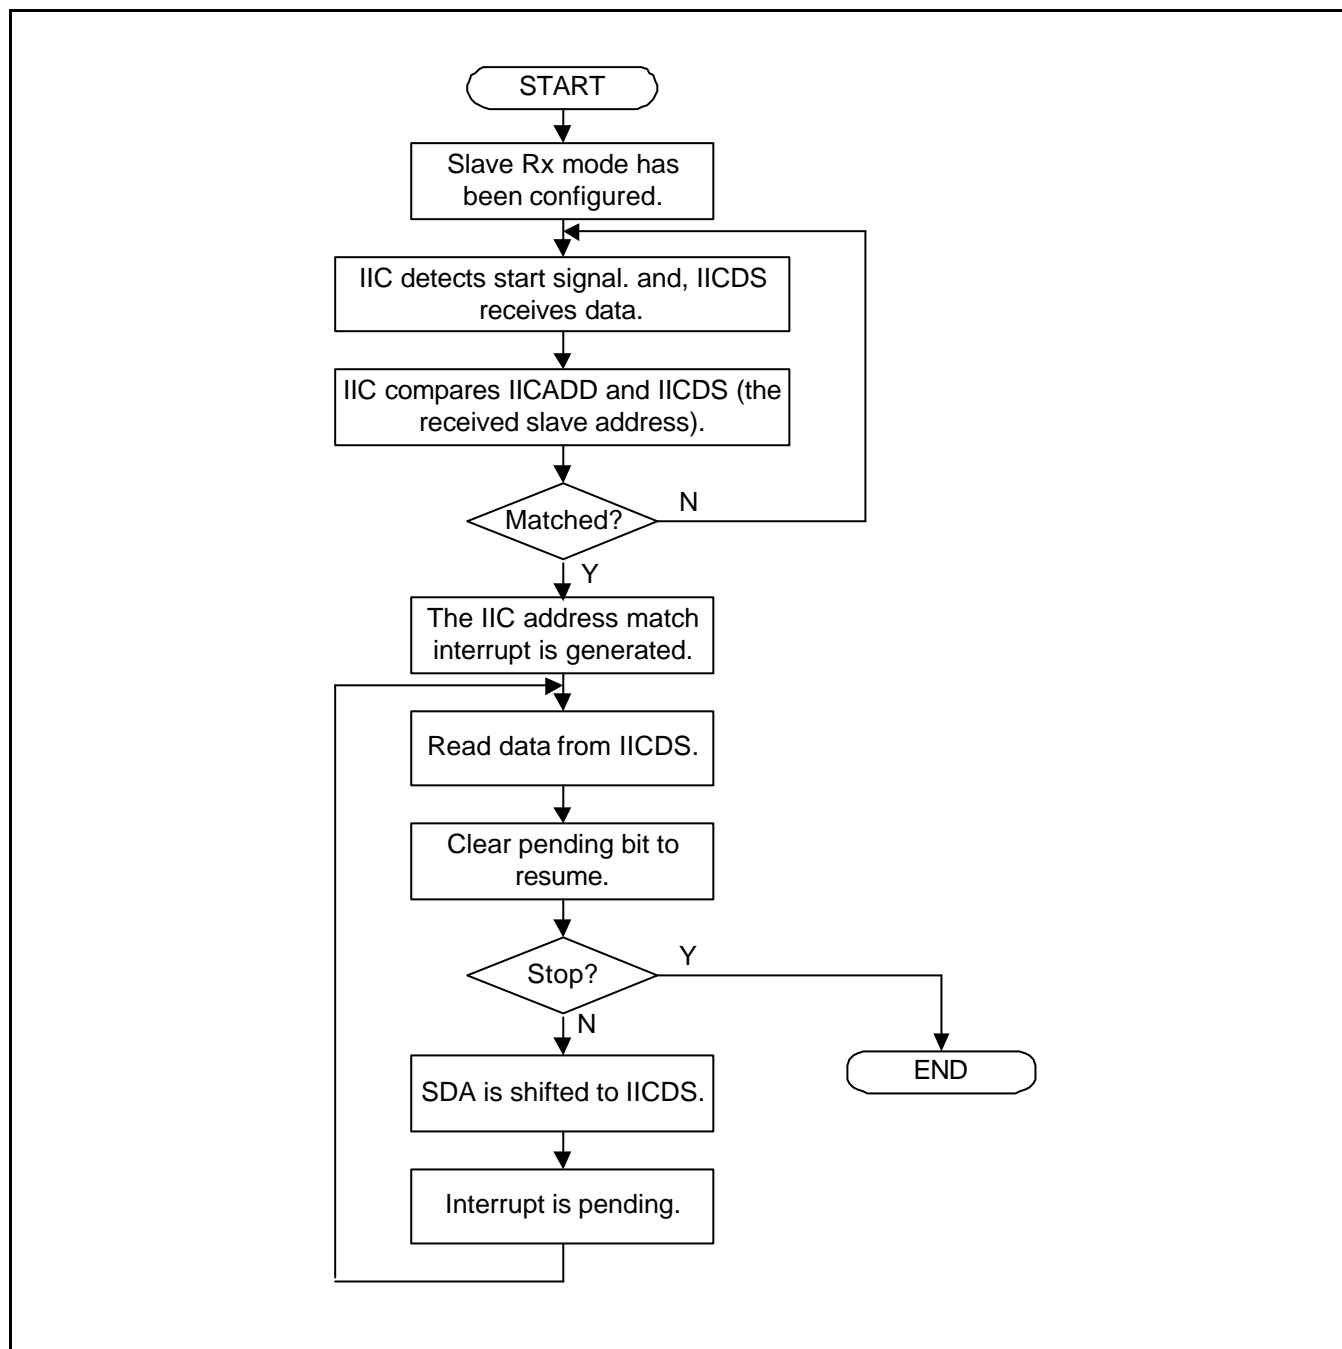 START
Slave Rx mode has
been configured.
IIC detects start signal. and, IICDS
receives data.
IIC compares IICADD and IICDS (the
received slave address).
Matched?
N
Y
The IIC address match
interrupt is generated.
Read data from IICDS.
Clear pending bit to
resume.
Stop?
Y
N
SDA is shifted to IICDS.
END
Interrupt is pending.